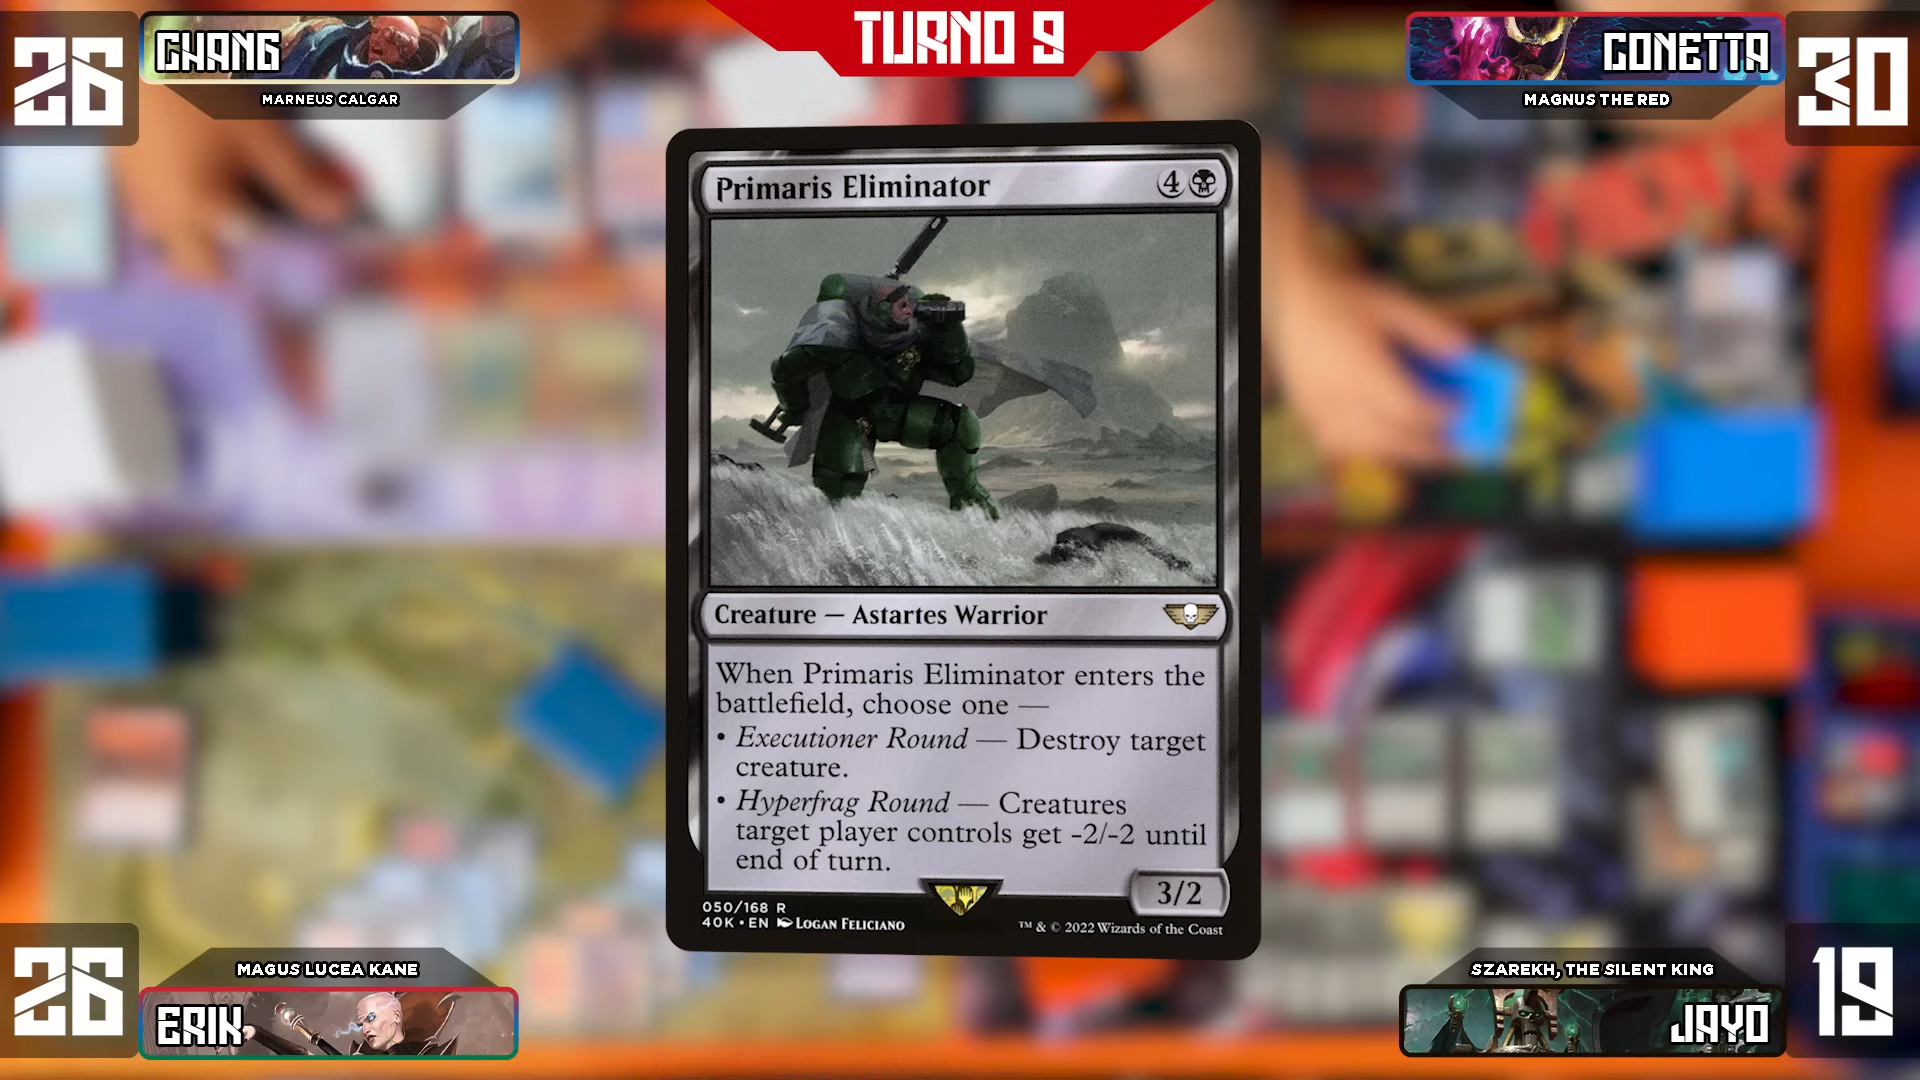 26
CHANG
MARNEUS CALGAR
TURNO 9
GONETTA
30
MAGNUS THE RED
Primaris Eliminator
4
Creature — Astartes Warrior
When Primaris Eliminator enters the
battlefield, choose one —
• Executioner Round — Destroy target
creature.
• Hyperfrag Round — Creatures
target player controls get -2/-2 until
end of turn.
3/2
050/168 R
40K • EN LOGAN FELICIANO
™ & © 2022 Wizards of the Coast
26
MAGUS LUCEA KANE
ERIK
SZAREKH, THE SILENT KING
JAYO
19